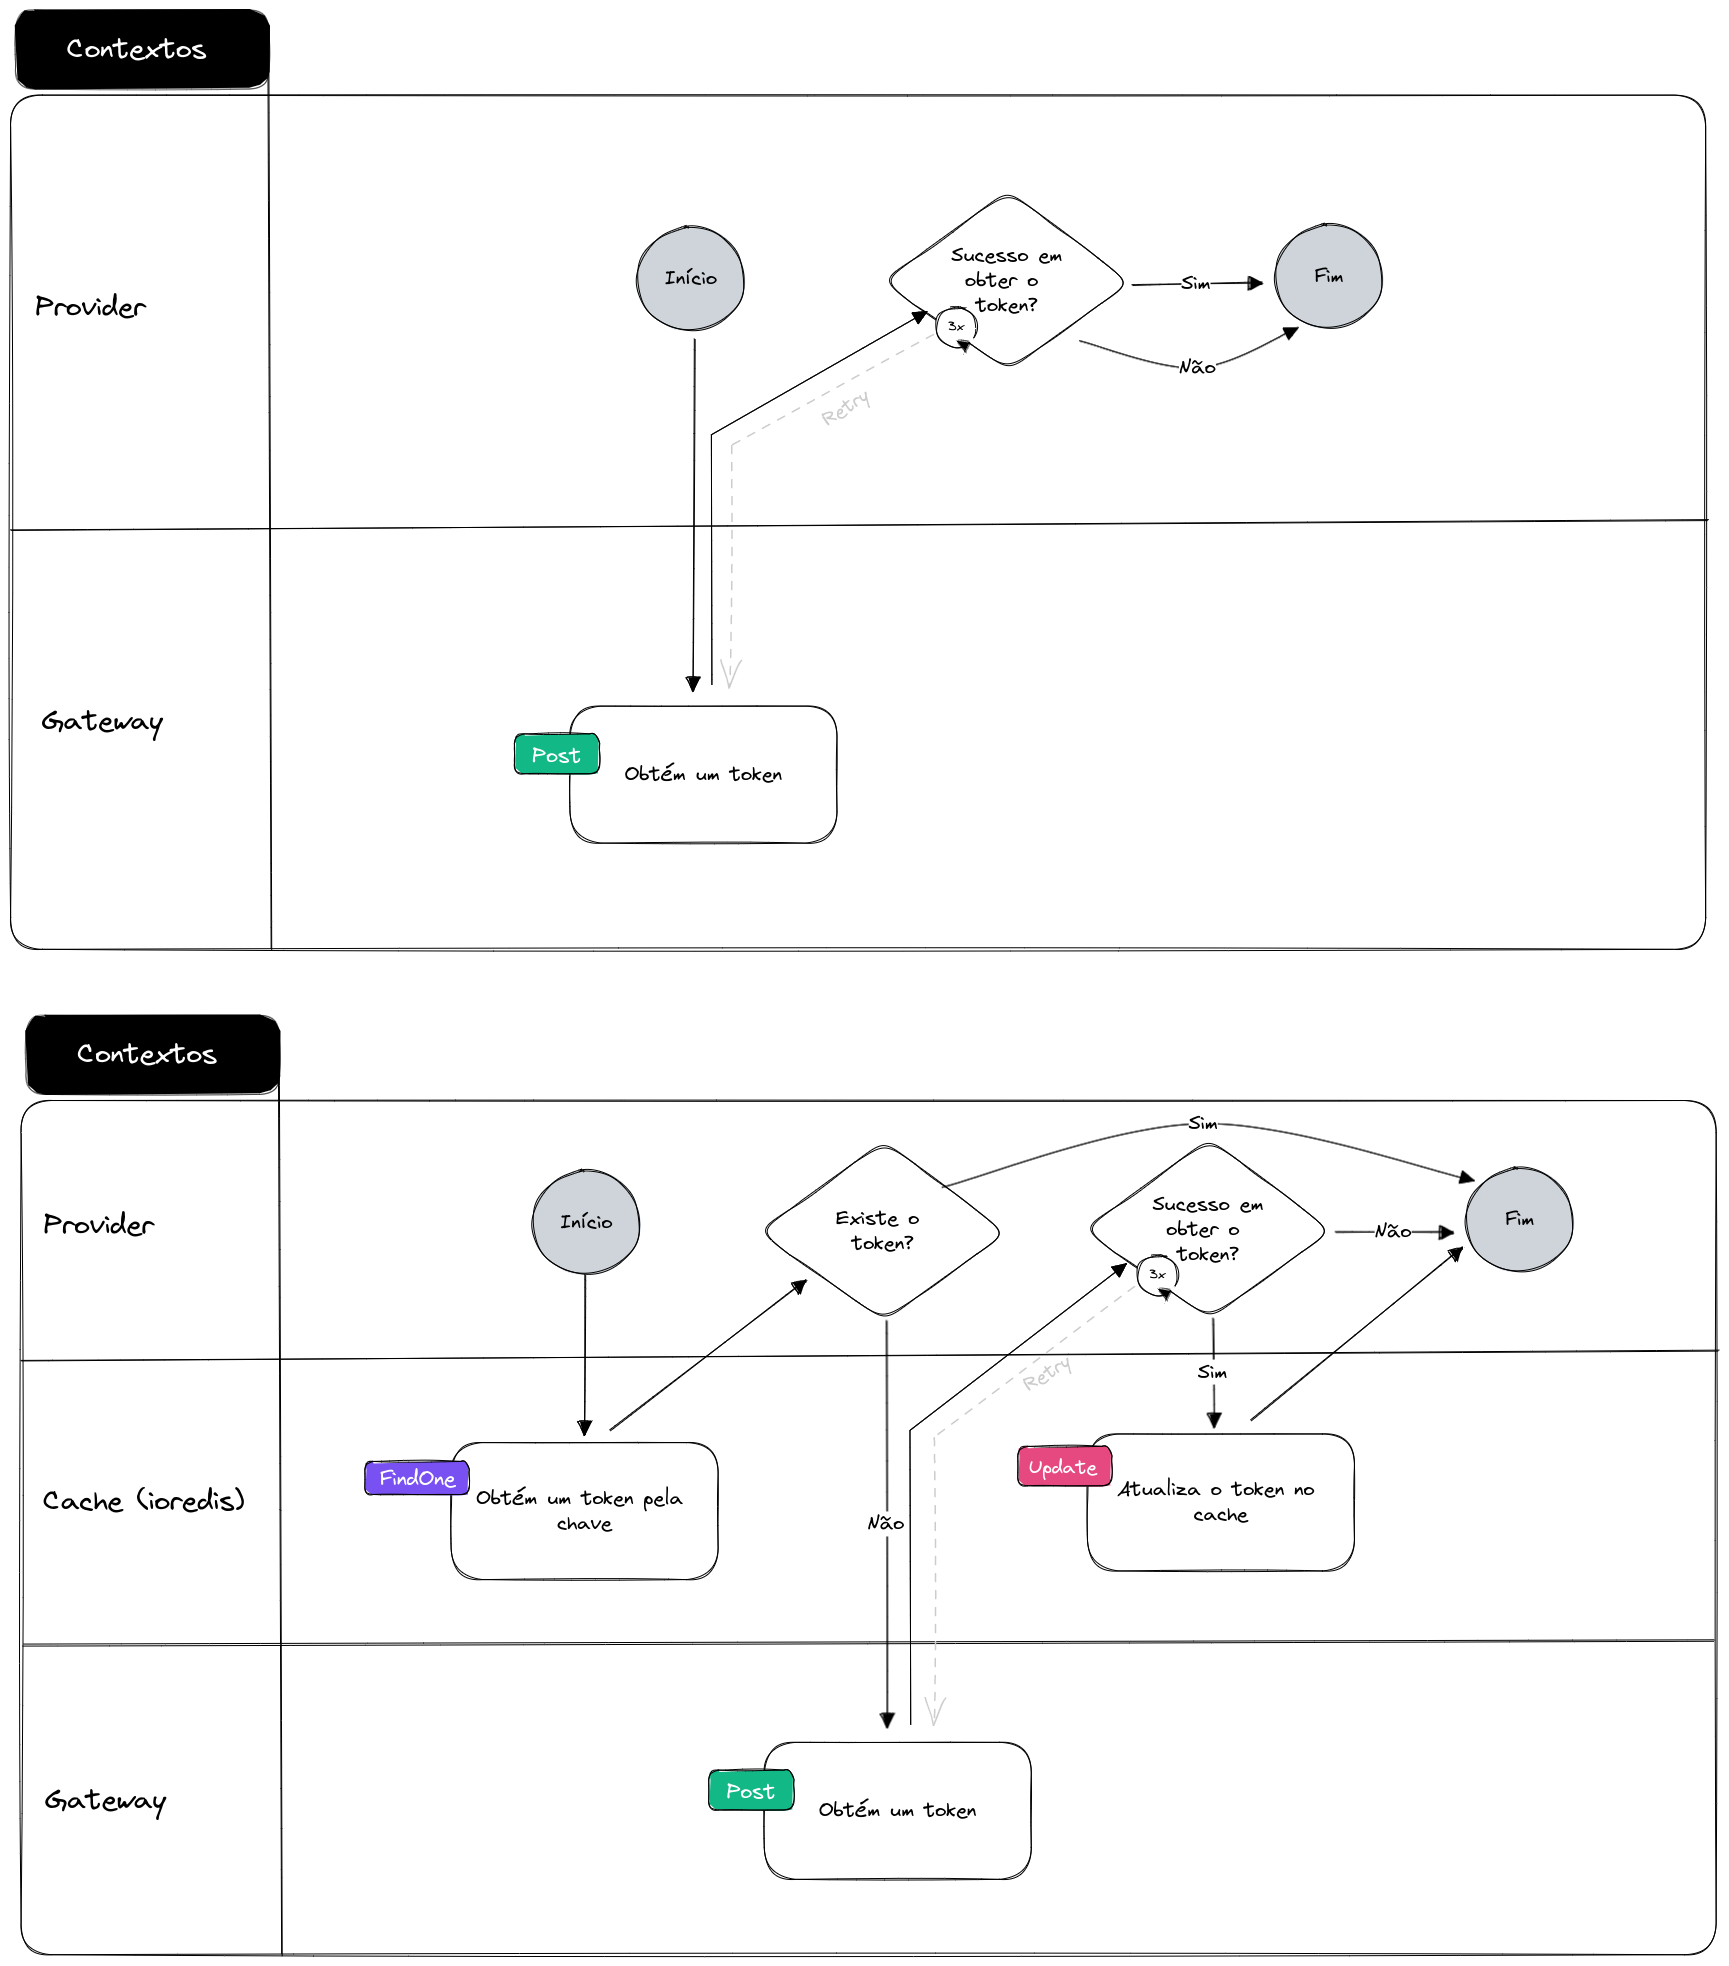 Contextos
Provider
Início
Sucesso em
obter o
token?
3x
Sim
Fim
Não
Retry
Gateway
Post
Obtém um token
Contextos
Provider
Início
Existe o
token?
Sim
Sucesso em
obter o
token?
3x
Não
Fim
Retry
Sim
Cache (ioredis)
FindOne
Obtém um token pela
chave
Não
Update
Atualiza o token no
cache
Gateway
Post
Obtém um token